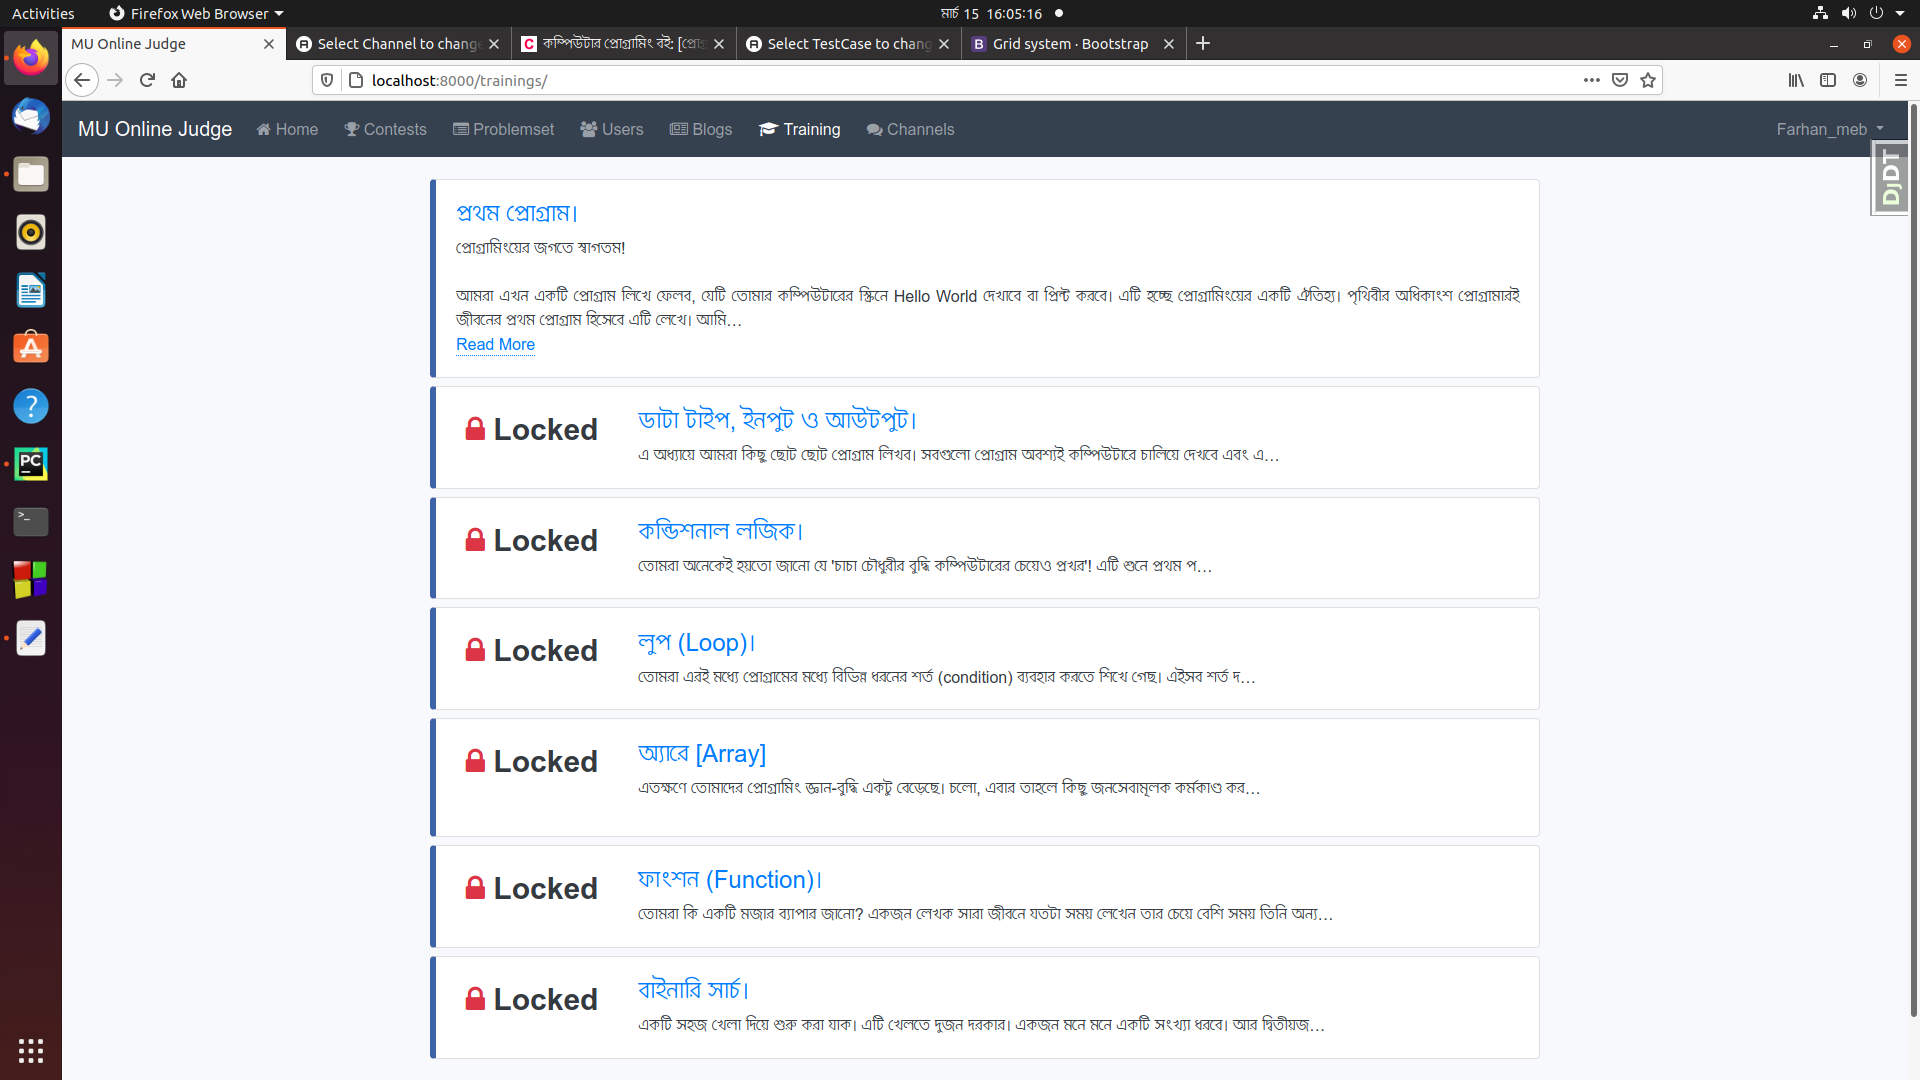 Activities
Firefox Web Browser
মার্চ 15 16:05:16
MU Online Judge
Select Channel to change
কম্পিউটার প্রোগ্রামিং বই: [প্রোগ্র
Select TestCase to chang
Grid system · Bootstrap
localhost:8000/trainings/
MU Online Judge
Home
Contests
Problemset
Users
Blogs
Training
Channels
Farhan_meb
DjDT
প্রথম প্রোগ্রাম।
প্রোগ্রামিংয়ের জগতে স্বাগতম!
আমরা এখন একটি প্রোগ্রাম লিখে ফেলব, যেটি তোমার কম্পিউটারের স্ক্রিনে Hello World দেখাবে বা প্রিন্ট করবে। এটি হচ্ছে প্রোগ্রামিংয়ের একটি ঐতিহ্য। পৃথিবীর অধিকাংশ প্রোগ্রামারই
জীবনের প্রথম প্রোগ্রাম হিসেবে এটি লেখে। আমি…
Read More
Locked
ডাটা টাইপ, ইনপুট ও আউটপুট।
এ অধ্যায়ে আমরা কিছু ছোট ছোট প্রোগ্রাম লিখব। সবগুলো প্রোগ্রাম অবশ্যই কম্পিউটারে চালিয়ে দেখবে এবং এ…
Locked
কন্ডিশনাল লজিক।
তোমরা অনেকেই হয়তো জানো যে 'চাচা চৌধুরীর বুদ্ধি কম্পিউটারের চেয়েও প্রখর'! এটি শুনে প্রথম প…
Locked
লুপ (Loop)।
তোমরা এরই মধ্যে প্রোগ্রামের মধ্যে বিভিন্ন ধরনের শর্ত (condition) ব্যবহার করতে শিখে গেছ। এইসব শর্ত দ…
Locked
অ্যারে [Array]
এতক্ষণে তোমাদের প্রোগ্রামিং জ্ঞান-বুদ্ধি একটু বেড়েছে। চলো, এবার তাহলে কিছু জনসেবামূলক কর্মকাণ্ড কর…
Locked
ফাংশন (Function)।
তোমরা কি একটি মজার ব্যাপার জানো? একজন লেখক সারা জীবনে যতটা সময় লেখেন তার চেয়ে বেশি সময় তিনি অন্য…
Locked
বাইনারি সার্চ।
একটি সহজ খেলা দিয়ে শুরু করা যাক। এটি খেলতে দুজন দরকার। একজন মনে মনে একটি সংখ্যা ধরবে। আর দ্বিতীয়জ…